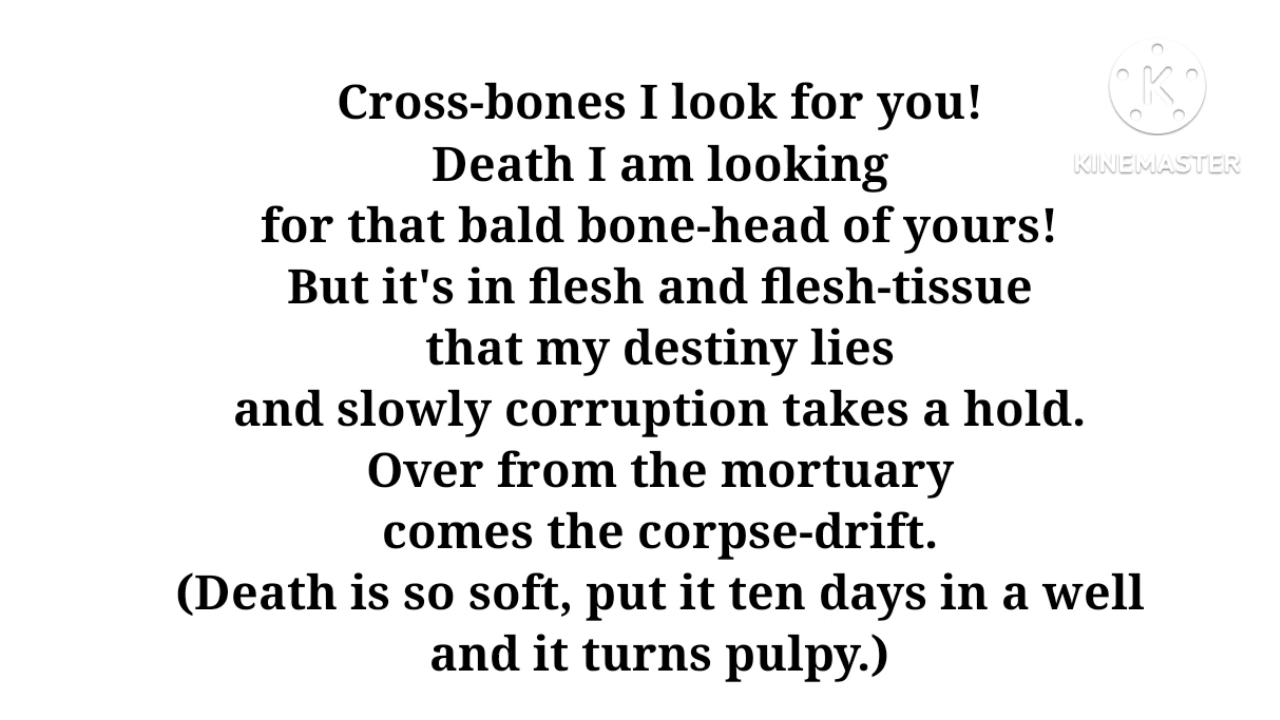 Cross-bones I look for you!
Death I am looking
for that bald bone-head of yours!
But it's in flesh and flesh-tissue
that my destiny lies
and slowly corruption takes a hold.
Over from the mortuary
comes the corpse-drift.
(Death is so soft, put it ten days in a well
and it turns pulpy.)
K
KINEMASTER